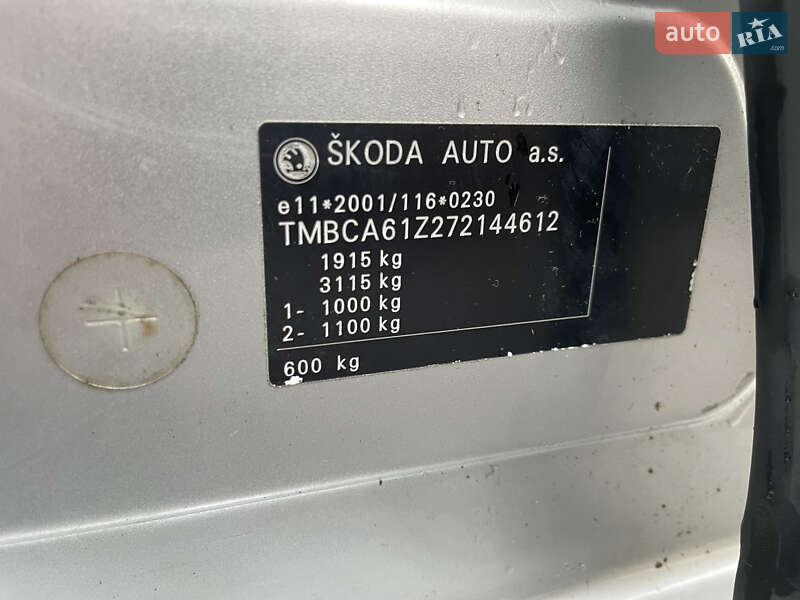 auto RIA .com
ŠKODA AUTO a.s.
e11*2001/116*0230
TMBCA61Z272144612
1915 kg
3115 kg
1- 1000 kg
2- 1100 kg
600 kg